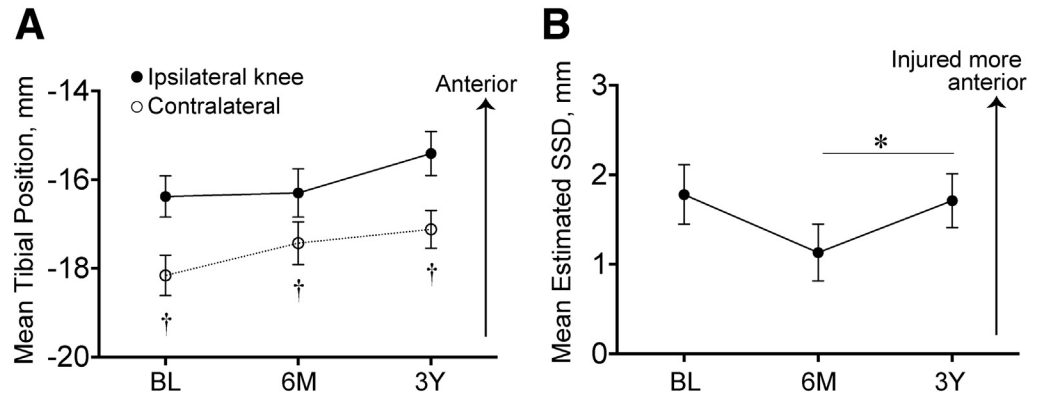 A
Mean Tibial Position, mm
-14
-16
-18
-20
Ipsilateral knee
Contralateral
Anterior
†
†
†
BL
6M
3Y
B
Mean Estimated SSD, mm
3
2
1
0
Injured more
anterior
*
BL
6M
3Y